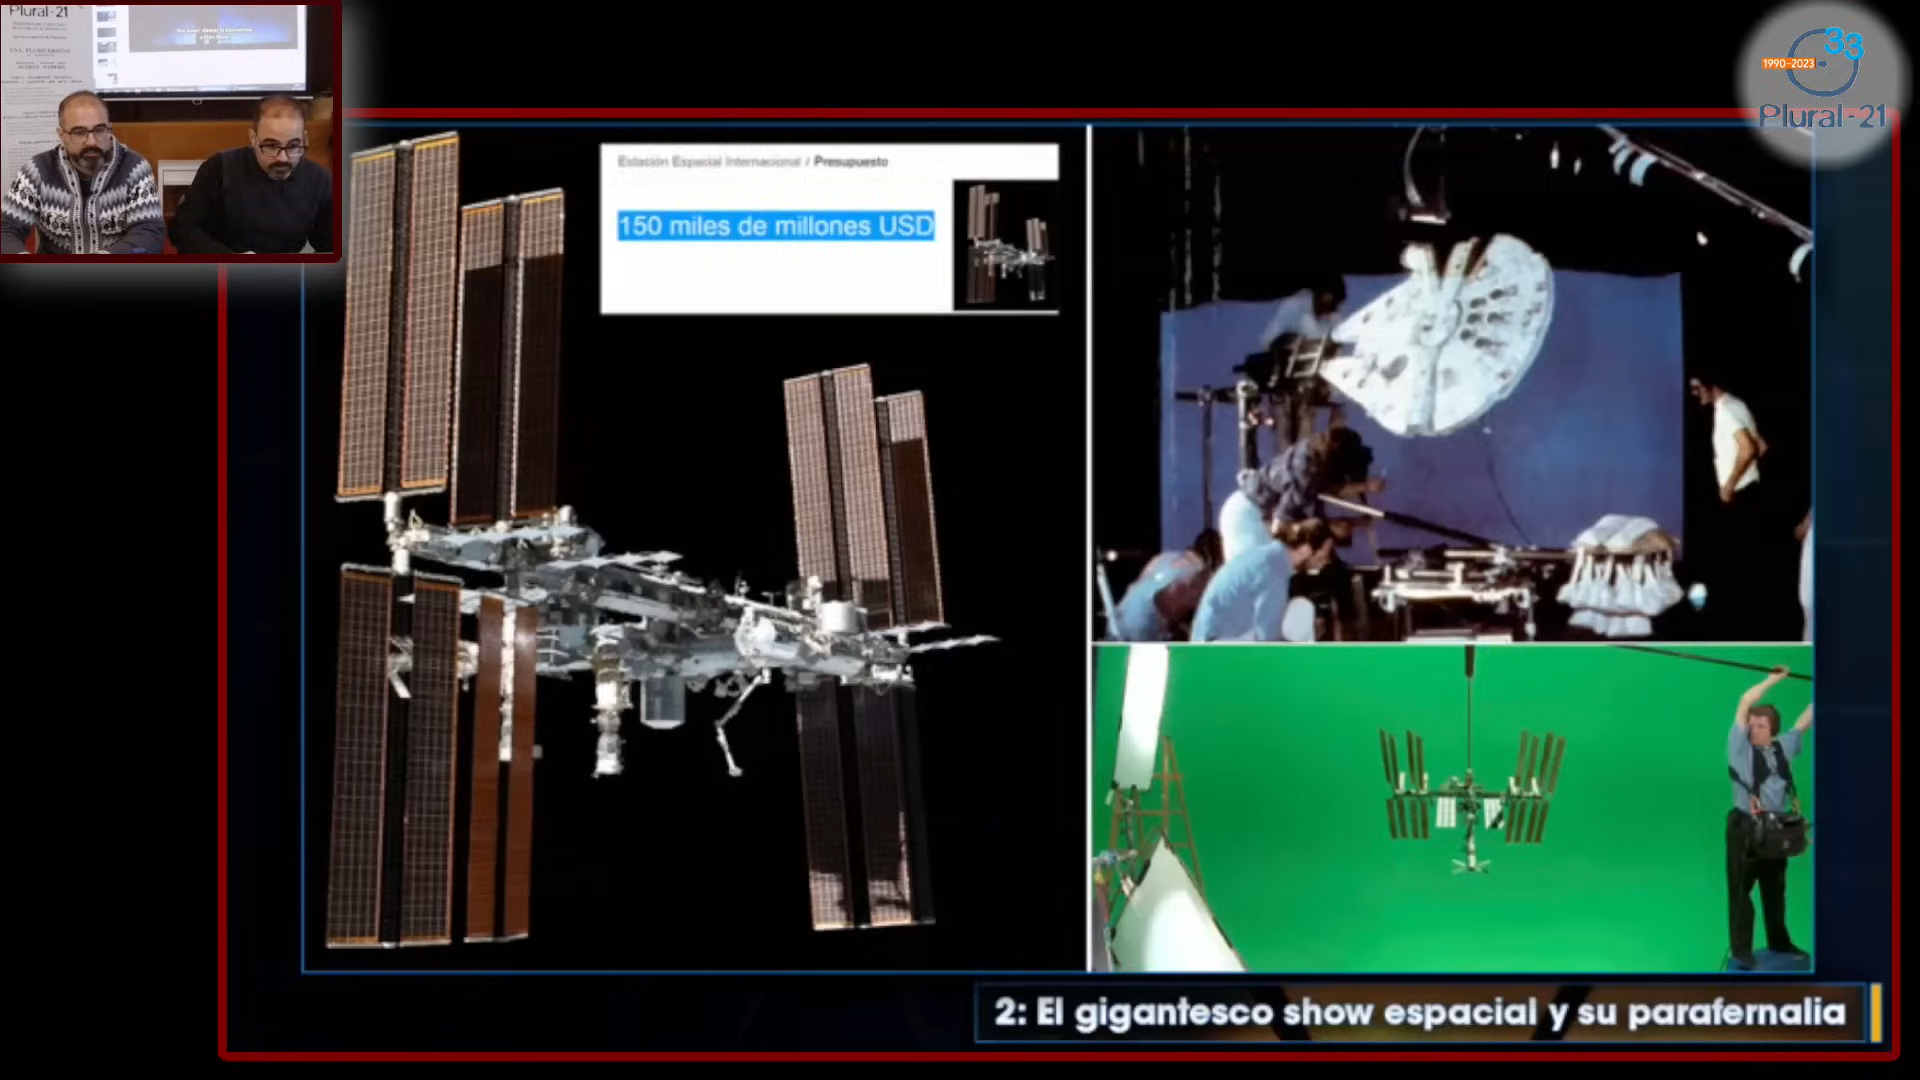 Plural-21
33
1990-2023
Plural-21
Estación Espacial Internacional / Presupuesto
150 miles de millones USD
2: El gigantesco show espacial y su parafernalia